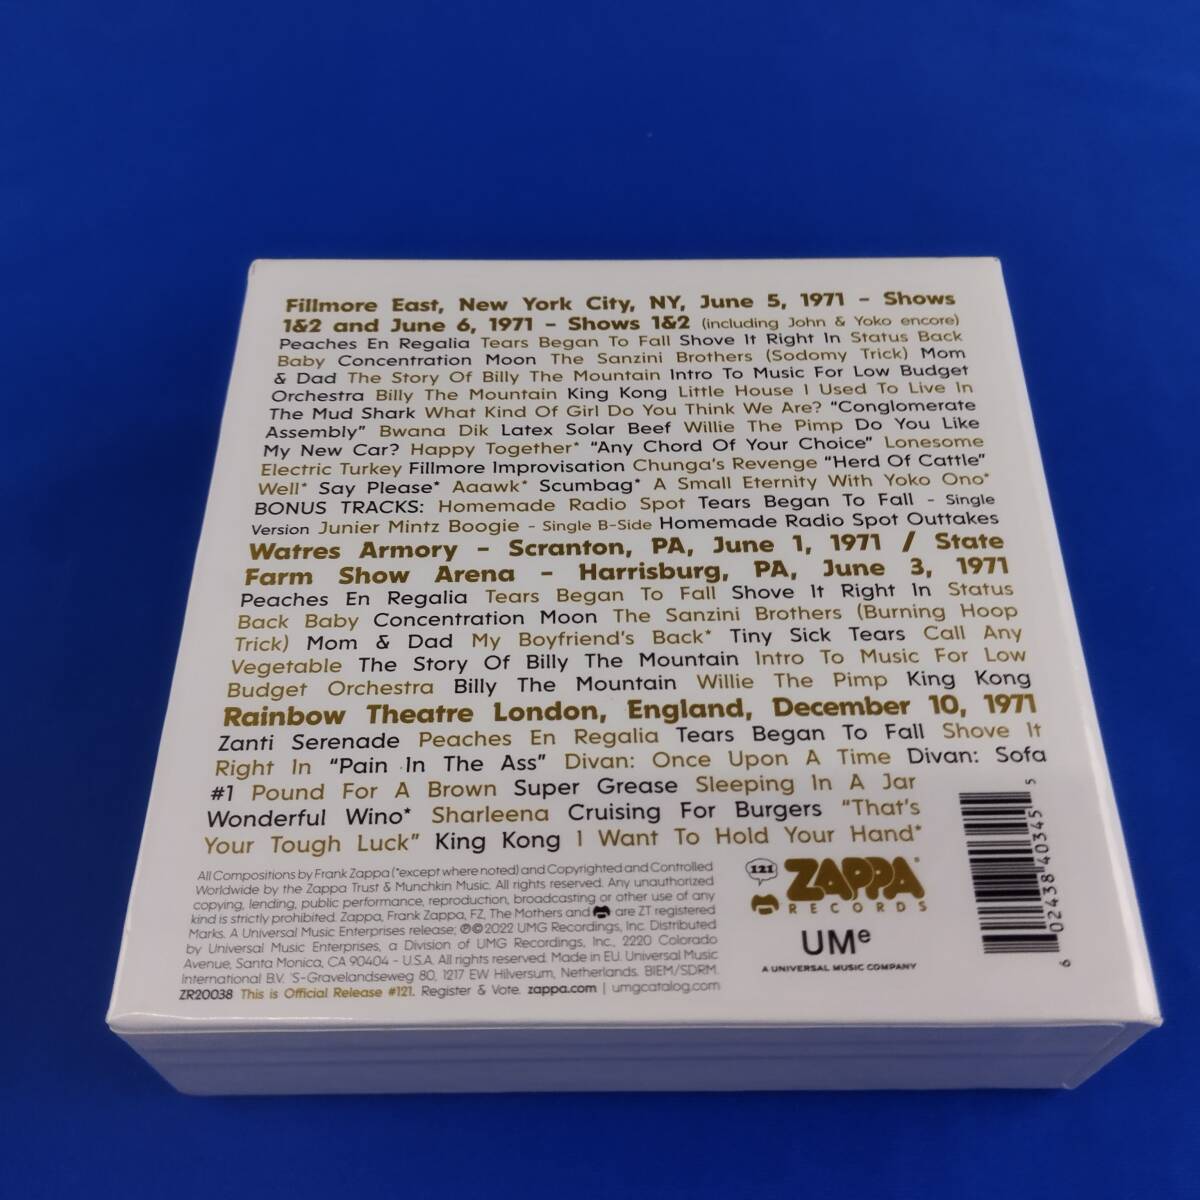 Fillmore East, New York City, NY, June 5, 1971 – Shows
1&2 and June 6, 1971 – Shows 1&2 (including John & Yoko encore)
Peaches En Regalia Tears Began To Fall Shove It Right In Status Back
Baby Concentration Moon The Sanzini Brothers (Sodomy Trick) Mom
& Dad The Story Of Billy The Mountain Intro To Music For Low Budget
Orchestra Billy The Mountain King Kong Little House I Used To Live In
The Mud Shark What Kind Of Girl Do You Think We Are? “Conglomerate
Assembly” Bwana Dik Latex Solar Beef Willie The Pimp Do You Like
My New Car? Happy Together* “Any Chord Of Your Choice” Lonesome
Electric Turkey Fillmore Improvisation Chunga's Revenge “Herd Of Cattle”
Well* Say Please* Aaawk* Scumbag* A Small Eternity With Yoko Ono*
BONUS TRACKS: Homemade Radio Spot Tears Began To Fall – Single
Version Junier Mintz Boogie – Single B-Side Homemade Radio Spot Outtakes
Watres Armory – Scranton, PA, June 1, 1971 / State
Farm Show Arena – Harrisburg, PA, June 3, 1971
Peaches En Regalia Tears Began To Fall Shove It Right In Status
Back Baby Concentration Moon The Sanzini Brothers (Burning Hoop
Trick) Mom & Dad My Boyfriend's Back* Tiny Sick Tears Call Any
Vegetable The Story Of Billy The Mountain Intro To Music For Low
Budget Orchestra Billy The Mountain Willie The Pimp King Kong
Rainbow Theatre London, England, December 10, 1971
Zanti Serenade Peaches En Regalia Tears Began To Fall Shove It
Right In “Pain In The Ass” Divan: Once Upon A Time Divan: Sofa
#1 Pound For A Brown Super Grease Sleeping In A Jar
Wonderful Wino* Sharleena Cruising For Burgers “That's
Your Tough Luck” King Kong I Want To Hold Your Hand*
All Compositions by Frank Zappa (*except where noted) and Copyrighted and Controlled
Worldwide by the Zappa Trust & Munchkin Music. All rights reserved. Any unauthorized
copying, lending, public performance, reproduction, broadcasting or other use of any
kind is strictly prohibited. Zappa, Frank Zappa, FZ, The Mothers and are ZT registered
Marks. A Universal Music Enterprises release; ℗©2022 UMG Recordings, Inc. Distributed
by Universal Music Enterprises, a Division of UMG Recordings, Inc., 2220 Colorado
Avenue, Santa Monica, CA 90404 – U.S.A. All rights reserved. Made in EU. Universal Music
International B.V. 'S-Gravelandseweg 80, 1217 EW Hilversum, Netherlands. BIEM/SDRM.
ZR20038 This is Official Release #121. Register & Vote. zappa.com | umgcatalog.com
121
ZAPPA
RECORDS
UMe
A UNIVERSAL MUSIC COMPANY
6 02438 40345 5